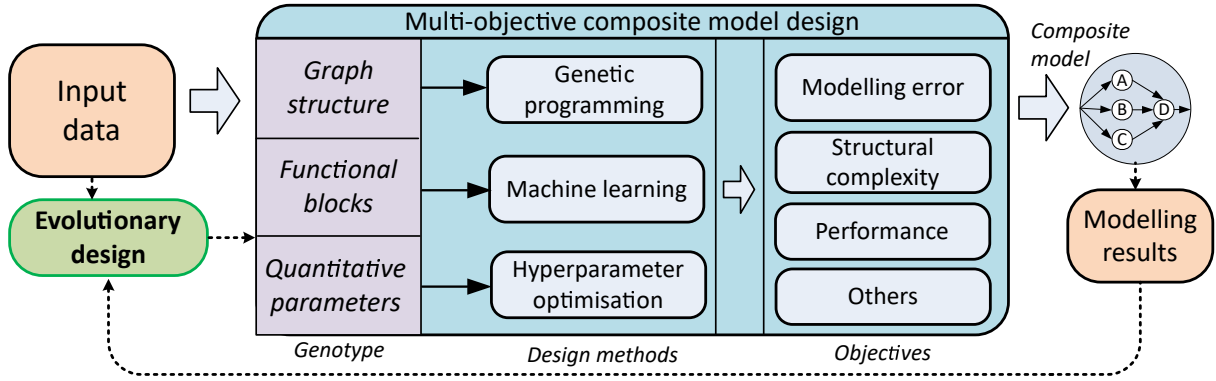 Multi-objective composite model design
Input
data
Evolutionary
design
Graph
structure
Functional
blocks
Quantitative
parameters
Genotype
Genetic
programming
Machine learning
Hyperparameter
optimisation
Design methods
Modelling error
Structural
complexity
Performance
Others
Objectives
Composite
model
A
B
C
D
Modelling
results